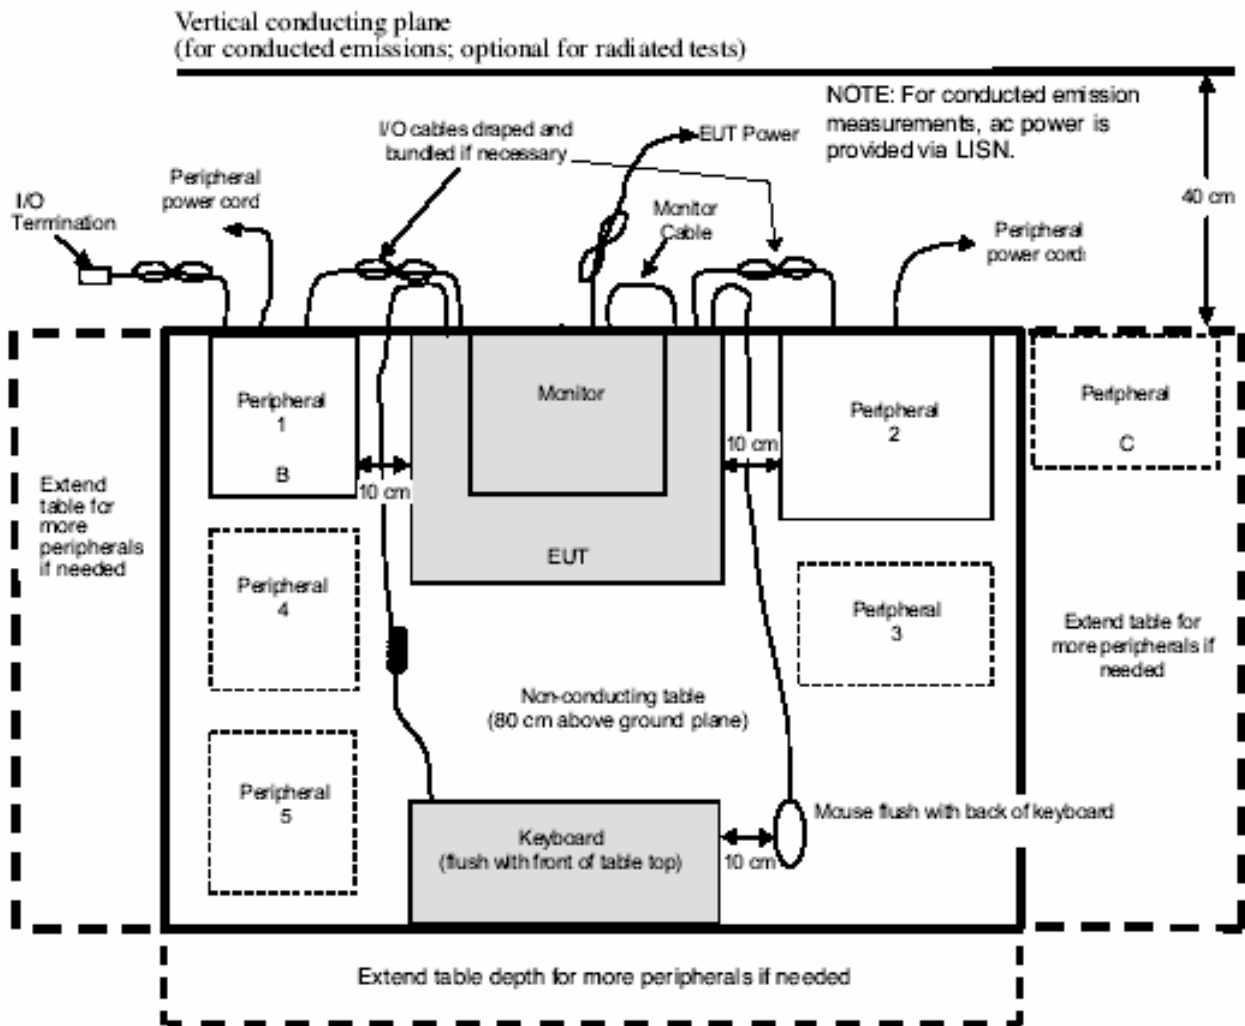 Vertical conducting plane
(for conducted emissions; optional for radiated tests)
NOTE: For conducted emission
measurements, ac power is
provided via LISN.
I/O cables draped and
bundled if necessary
EUT Power
40 cm
Peripheral
power cord
I/O
Termination
Monitor
Cable
Peripheral
power cord
Peripheral
1
B
Monitor
Peripheral
2
Peripheral
C
10 cm
10 cm
EUT
Extend
table for
more
peripherals
if needed
Peripheral
4
Peripheral
3
Extend table for
more peripherals if
needed
Non-conducting table
(80 cm above ground plane)
Peripheral
5
Mouse flush with back of keyboard
Keyboard
(flush with front of table top)
10 cm
Extend table depth for more peripherals if needed